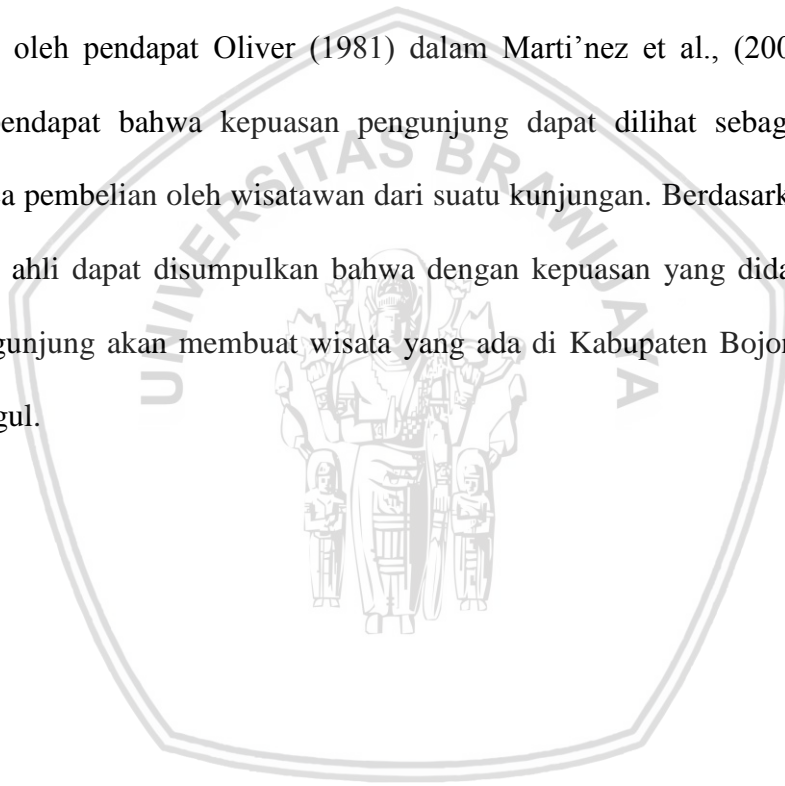 oleh pendapat Oliver (1981) dalam Marti’nez et al., (200
endapat bahwa kepuasan pengunjung dapat dilihat sebag
a pembelian oleh wisatawan dari suatu kunjungan. Berdasark
ahli dapat disumpulkan bahwa dengan kepuasan yang dida
gunjung akan membuat wisata yang ada di Kabupaten Bojor
gul.
UNIVERSITAS BRAWIJAYA